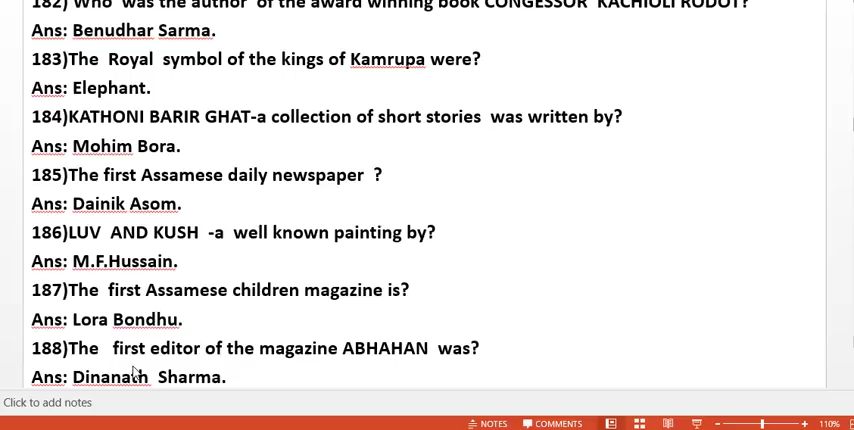 182) Who was the author of the award winning book CONGESSOR KACHIOLI RODOT?
Ans: Benudhar Sarma.
183)The Royal symbol of the kings of Kamrupa were?
Ans: Elephant.
184)KATHONI BARIR GHAT-a collection of short stories was written by?
Ans: Mohim Bora.
185)The first Assamese daily newspaper ?
Ans: Dainik Asom.
186)LUV AND KUSH -a well known painting by?
Ans: M.F.Hussain.
187)The first Assamese children magazine is?
Ans: Lora Bondhu.
188)The first editor of the magazine ABHAHAN was?
Ans: Dinanath Sharma.
Click to add notes
NOTES COMMENTS 110%